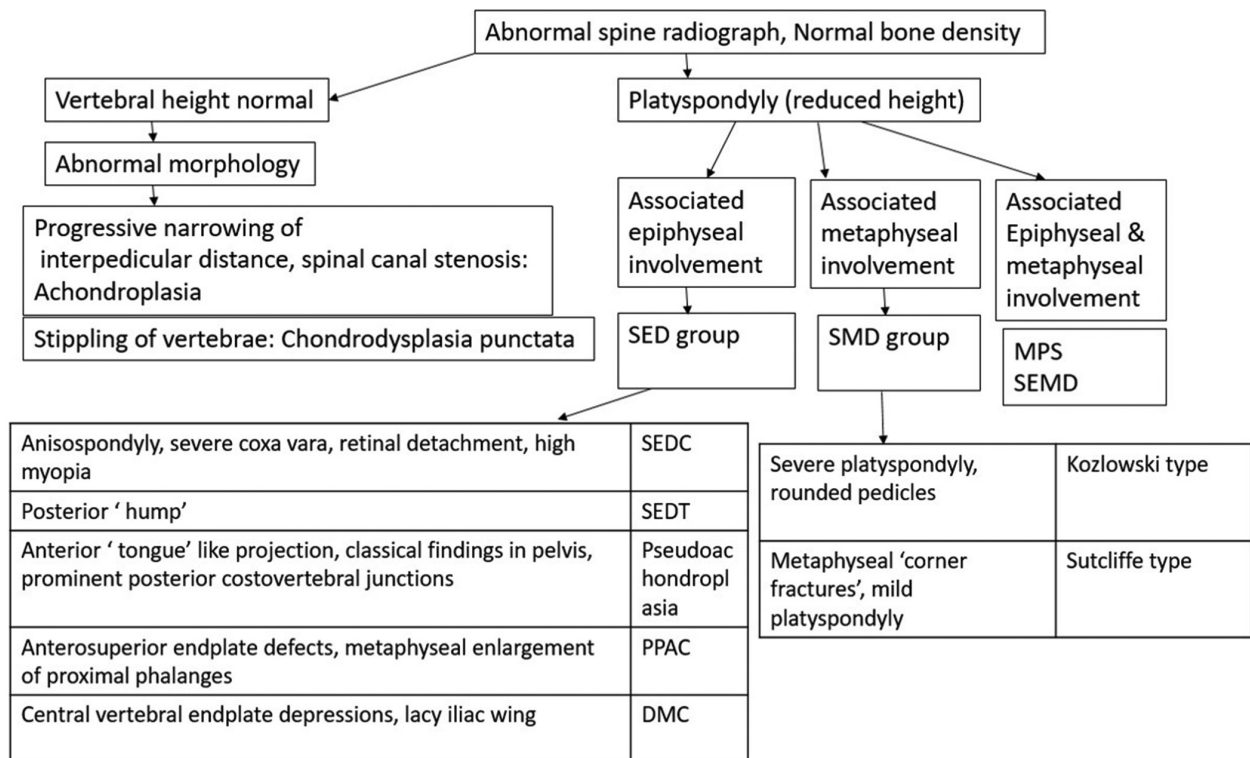 Abnormal spine radiograph, Normal bone density
Vertebral height normal
Platyspondyly (reduced height)
Abnormal morphology
Progressive narrowing of
interpedicular distance, spinal canal stenosis:
Achondroplasia
Stippling of vertebrae: Chondrodysplasia punctata
Associated
epiphyseal
involvement
Associated
metaphyseal
involvement
Associated
Epiphyseal &
metaphyseal
involvement
SED group
SMD group
MPS
SEMD
Anisospondyly, severe coxa vara, retinal detachment, high
myopia
SEDC
Posterior ‘ hump’
SEDT
Anterior ‘ tongue’ like projection, classical findings in pelvis,
prominent posterior costovertebral junctions
Pseudoac
hondropl
asia
Anterosuperior endplate defects, metaphyseal enlargement
of proximal phalanges
PPAC
Central vertebral endplate depressions, lacy iliac wing
DMC
Severe platyspondyly,
rounded pedicles
Kozlowski type
Metaphyseal ‘corner
fractures’, mild
platyspondyly
Sutcliffe type